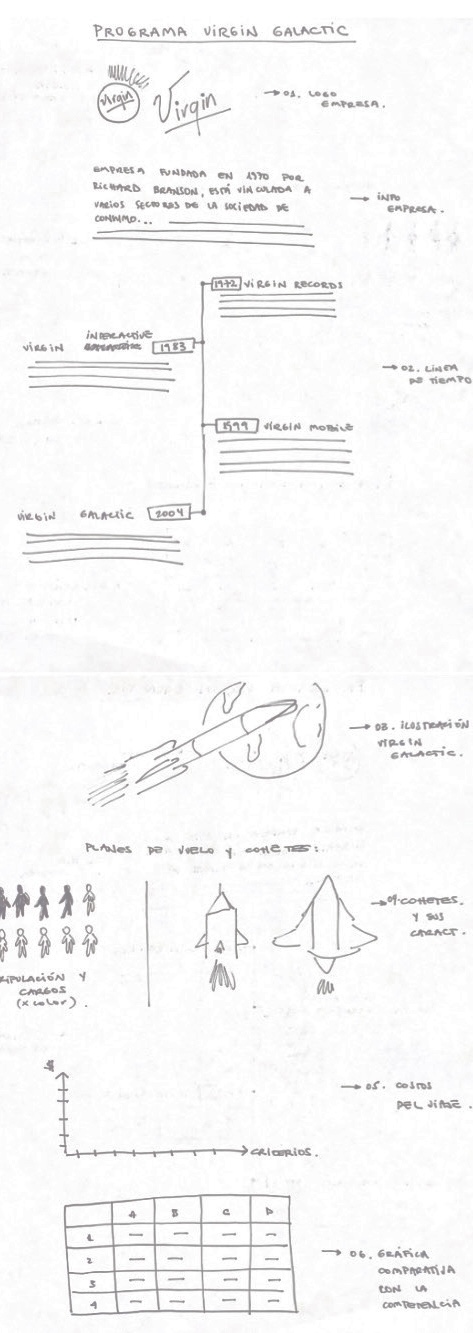 PROGRAMA VIRGIN GALACTIC
Virgin
Virgin
→ 01. LOGO
EMPRESA.
EMPRESA FUNDADA EN 1970 POR
RICHARD BRANSON, ESTÁ VINCULADA A
VARIOS SECTORES DE LA SOCIEDAD DE
CONSUMO...
→ INFO
EMPRESA.
1972 VIRGIN RECORDS
INTERACTIVE
VIRGIN 1983
→ 02. LINEA
DE TIEMPO
1999 VIRGIN MOBILE
VIRGIN GALACTIC 2004
→ 03. ILUSTRACIÓN
VIRGIN
GALACTIC.
PLANES DE VUELO Y COHETES:
→ 04. COHETES
Y SUS
CARACT.
RIPULACIÓN Y
CARGOS
(X COLOR).
→ 05. COSTOS
DEL VIAJE.
CRITERIOS.
A B C D
1 — — — —
2 — — — —
3 — — — —
4 — — — —
→ 06. GRÁFICA
COMPARATIVA
CON LA
COMPETENCIA